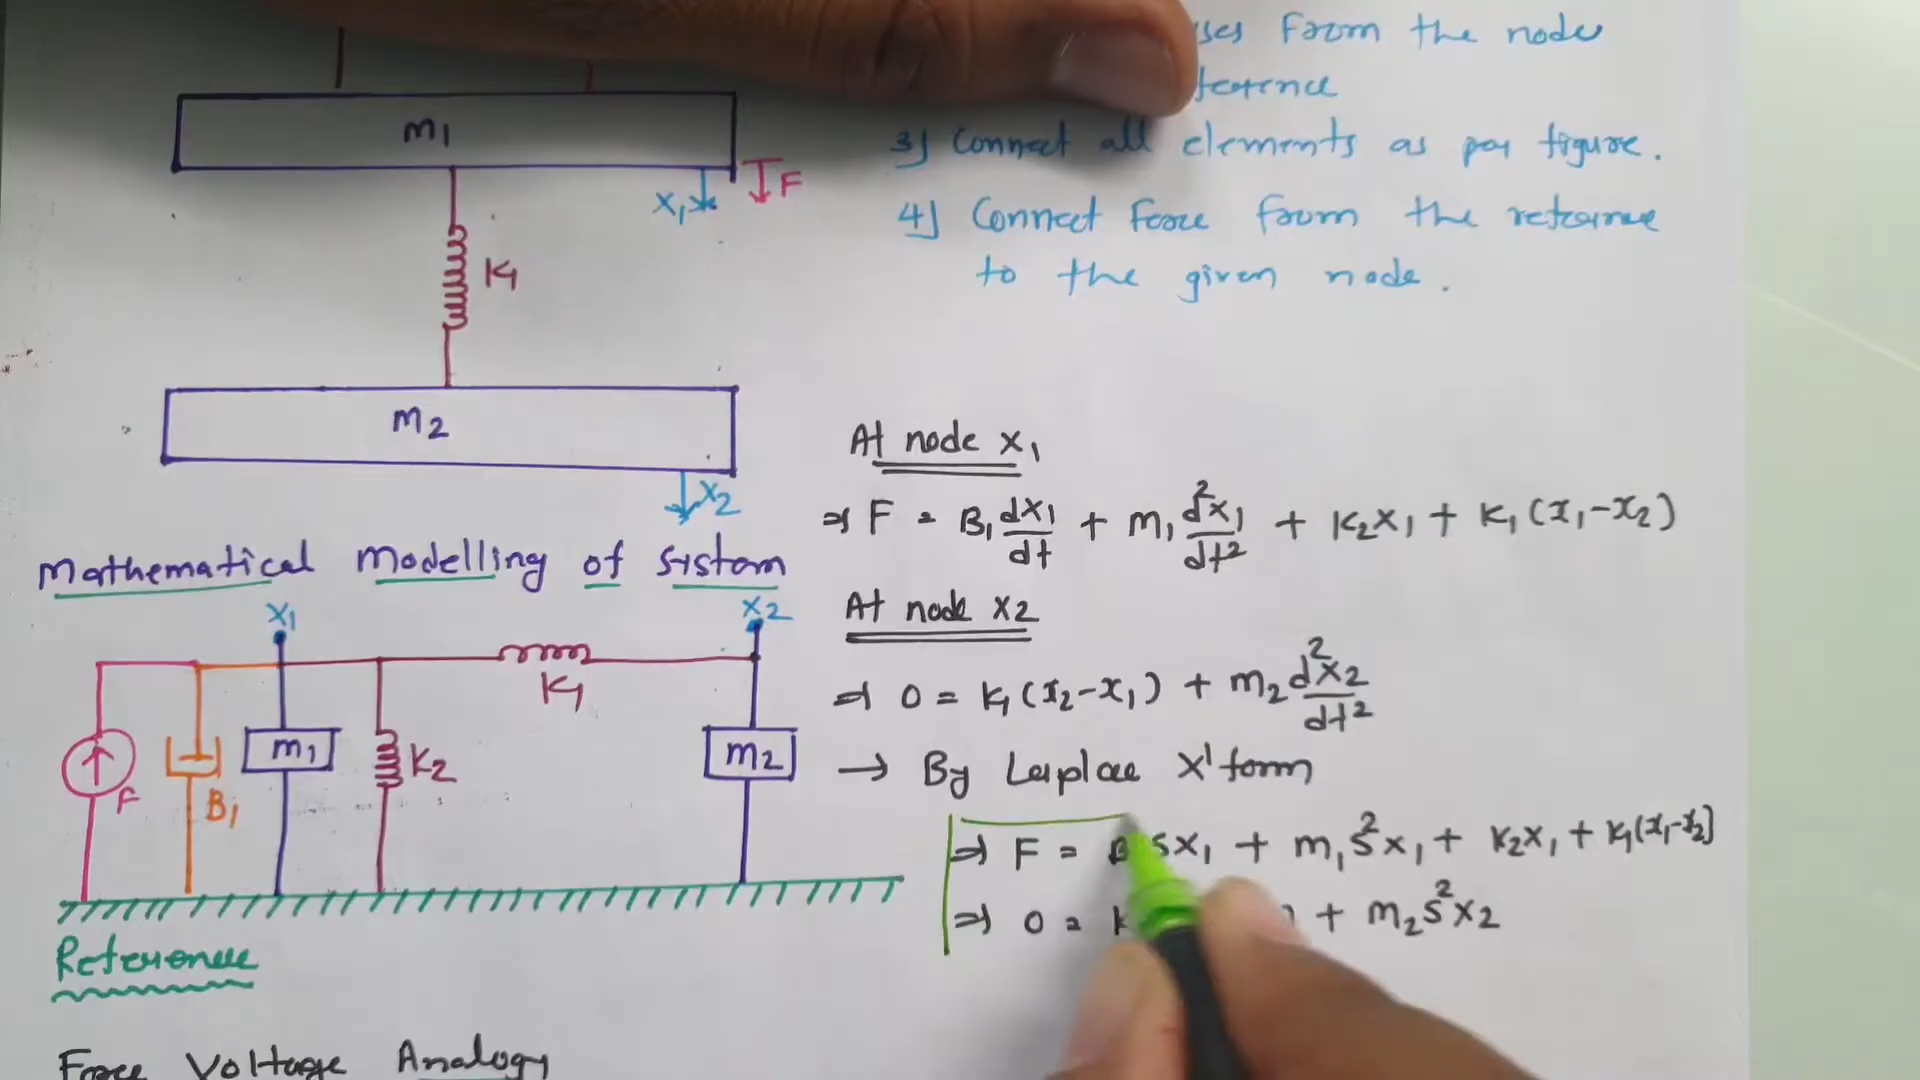 m1
x1 F
K1
m2
x2
Mathematical Modelling of System
x1
x2
K1
F
B1
m1
K2
m2
Reference
Force Voltage Analogy
From the node
3) Connect all elements as per figure.
4) Connect Force from the reference
to the given node.
At node x1
⇒ F = B1 dx1/dt + m1 d²x1/dt² + K2x1 + K1(x1-x2)
At node x2
⇒ 0 = K1(x2-x1) + m2 d²x2/dt²
→ By Laplace X'form
⇒ F = B sx1 + m1s²x1 + K2x1 + K1(x1-x2)
⇒ 0 = K ) + m2s²x2